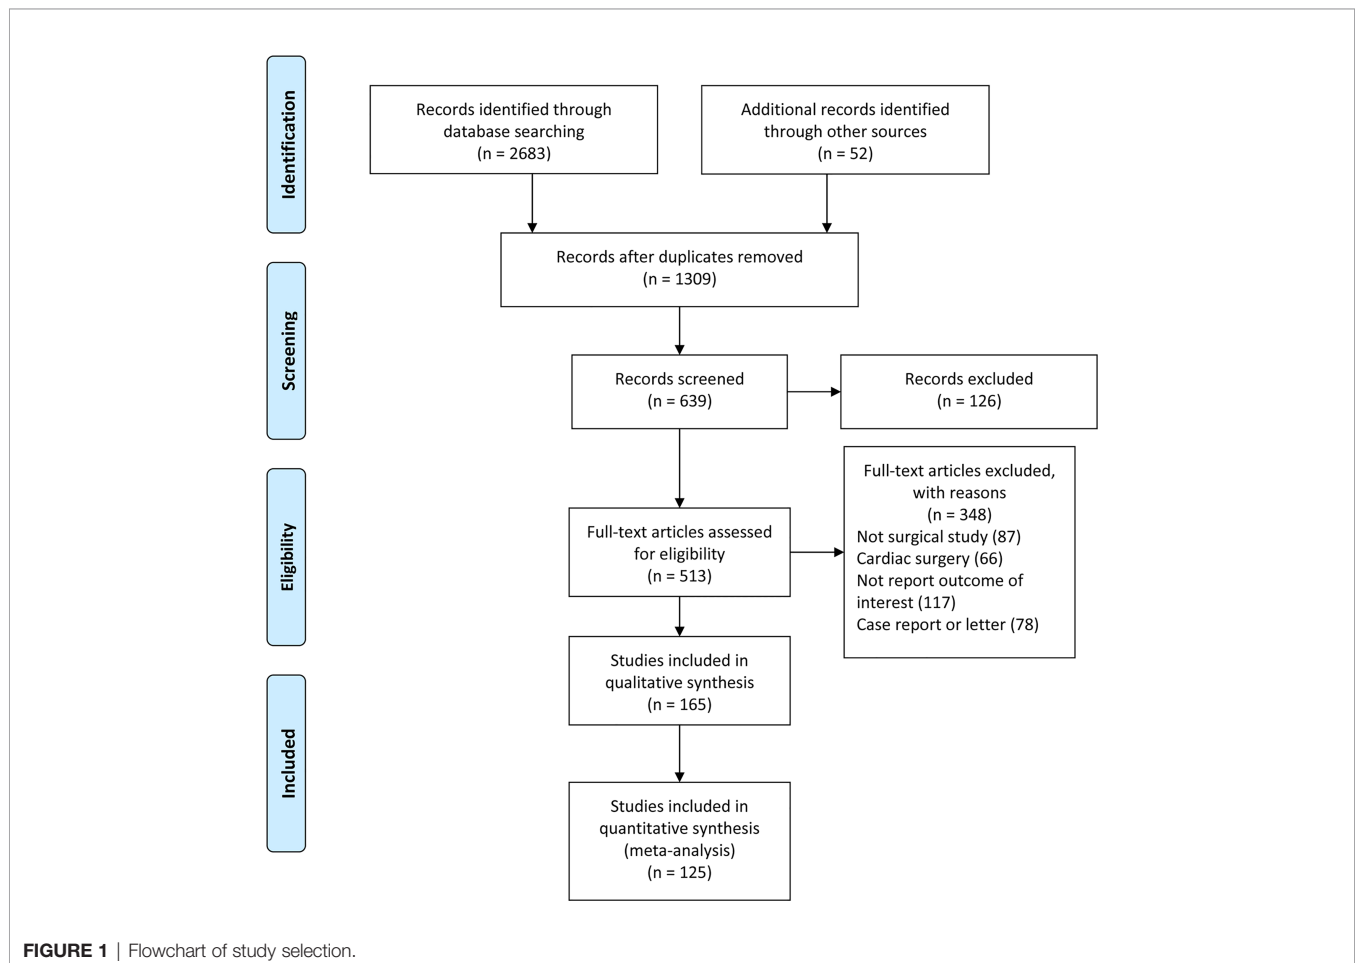 Identification
Records identified through
database searching
(n = 2683)
Additional records identified
through other sources
(n = 52)
Records after duplicates removed
(n = 1309)
Screening
Records screened
(n = 639)
Records excluded
(n = 126)
Eligibility
Full-text articles assessed
for eligibility
(n = 513)
Full-text articles excluded,
with reasons
(n = 348)
Not surgical study (87)
Cardiac surgery (66)
Not report outcome of
interest (117)
Case report or letter (78)
Studies included in
qualitative synthesis
(n = 165)
Included
Studies included in
quantitative synthesis
(meta-analysis)
(n = 125)
FIGURE 1 | Flowchart of study selection.